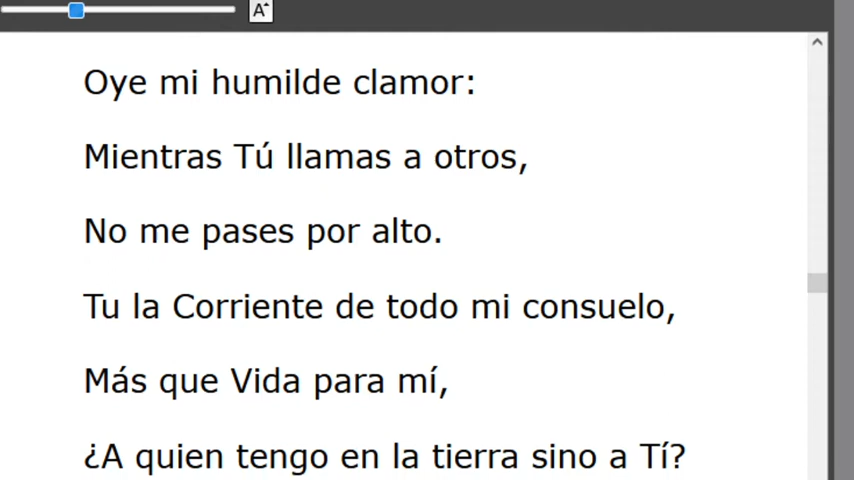 A
Oye mi humilde clamor:
Mientras Tú llamas a otros,
No me pases por alto.
Tu la Corriente de todo mi consuelo,
Más que Vida para mí,
¿A quien tengo en la tierra sino a Tí?